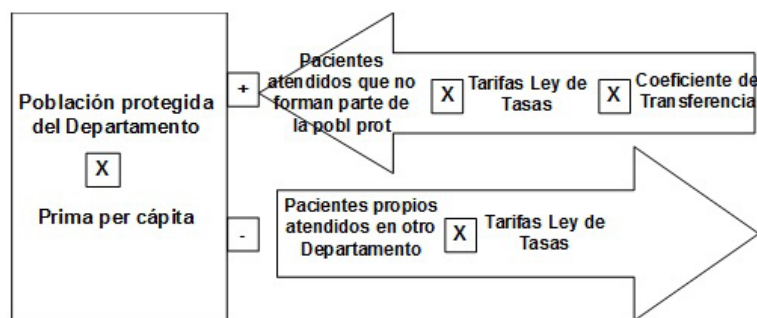 Población protegida
del Departamento
X
Prima per cápita
+
Pacientes
atendidos que no
forman parte de
la pobl prot
X
Tarifas Ley de
Tasas
X
Coeficiente de
Transferencia
-
Pacientes propios
atendidos en otro
Departamento
X
Tarifas Ley de
Tasas